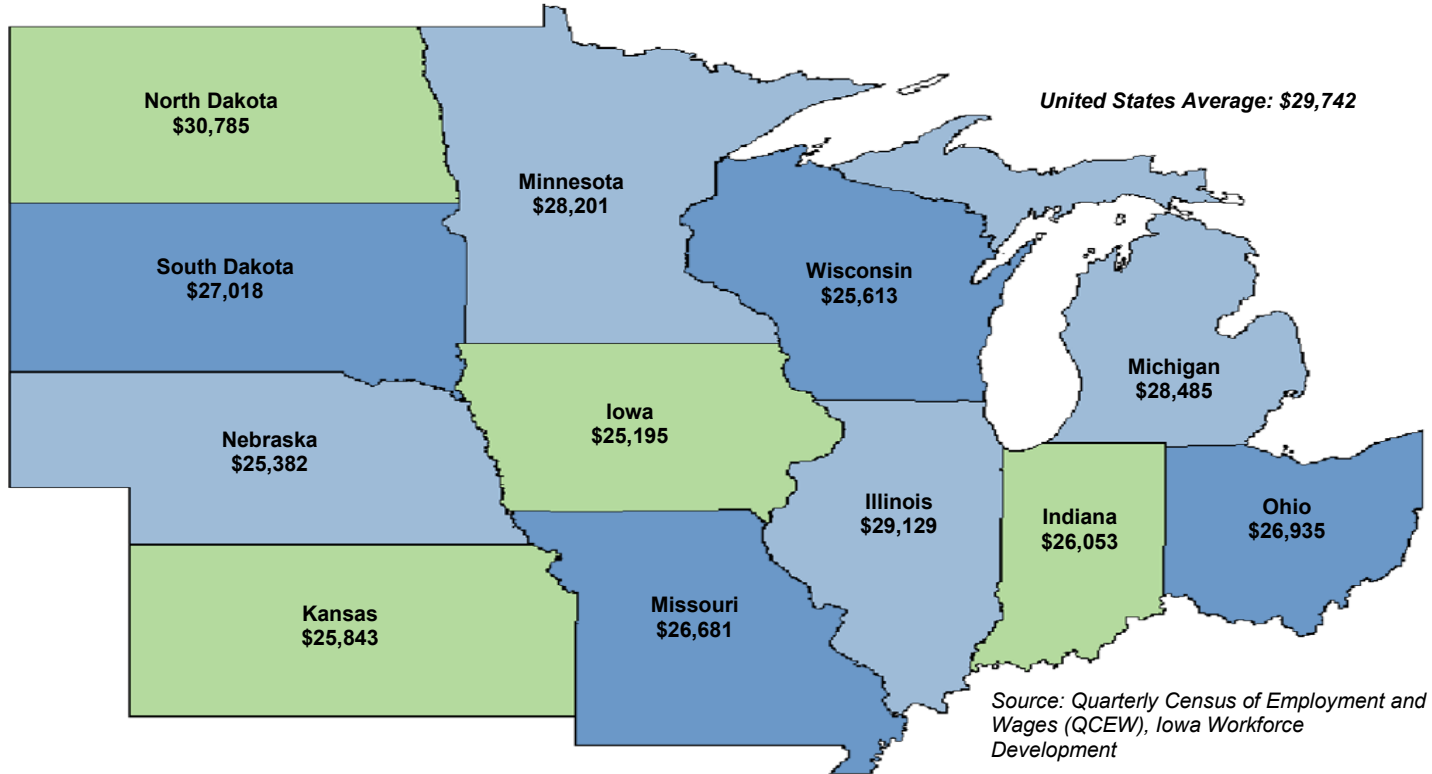 North Dakota
$30,785
United States Average: $29,742
Minnesota
$28,201
South Dakota
$27,018
Wisconsin
$25,613
Michigan
$28,485
Iowa
$25,195
Nebraska
$25,382
Illinois
$29,129
Indiana
$26,053
Ohio
$26,935
Kansas
$25,843
Missouri
$26,681
Source: Quarterly Census of Employment and
Wages (QCEW), Iowa Workforce
Development